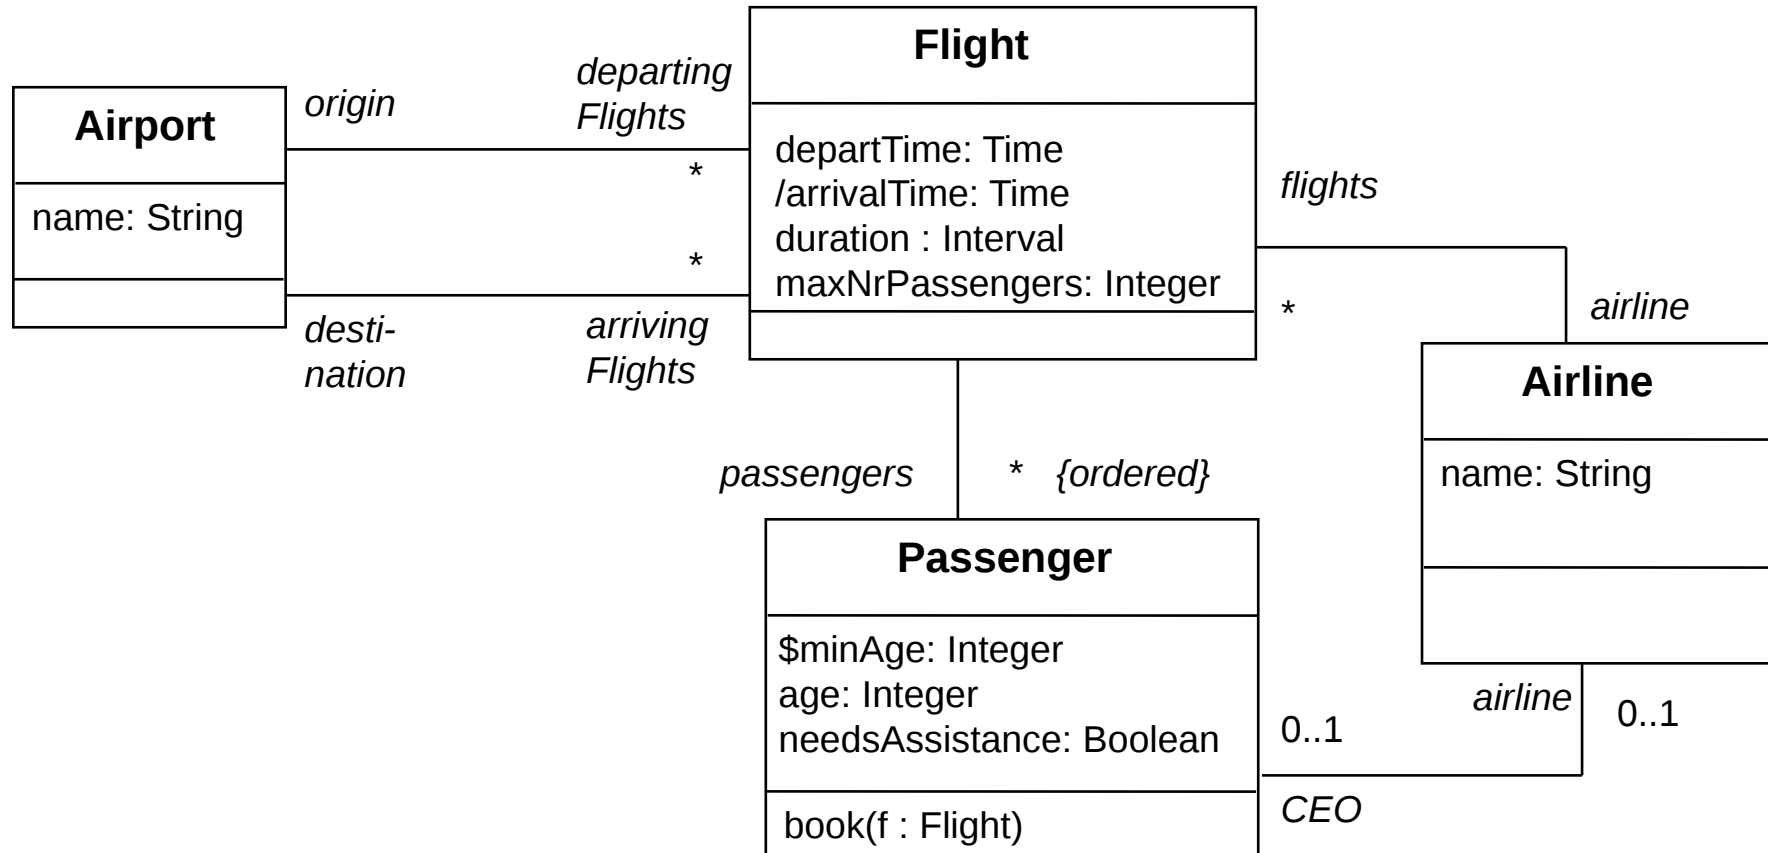 Flight
departing
origin
Flights
Airport
departTime: Time
*
/arrivalTime: Time
flights
name: String
duration : Interval
*
maxNrPassengers: Integer
*
airline
desti-
arriving
nation
Flights
Airline
passengers
* {ordered}
name: String
Passenger
$minAge: Integer
age: Integer
airline
0..1
needsAssistance: Boolean
0..1
CEO
book(f : Flight)